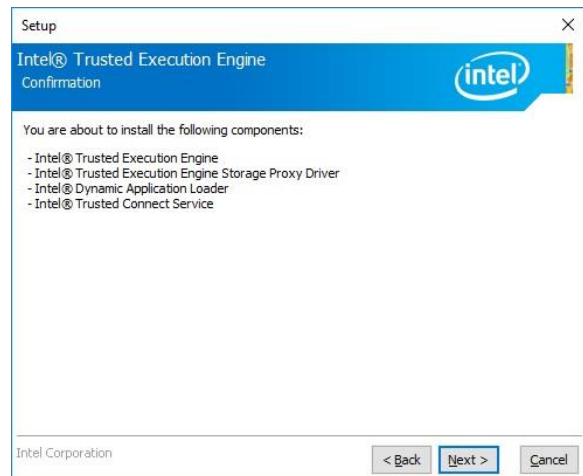 Setup
Intel® Trusted Execution Engine
Confirmation
intel
You are about to install the following components:
- Intel® Trusted Execution Engine
- Intel® Trusted Execution Engine Storage Proxy Driver
- Intel® Dynamic Application Loader
- Intel® Trusted Connect Service
Intel Corporation
< Back Next > Cancel